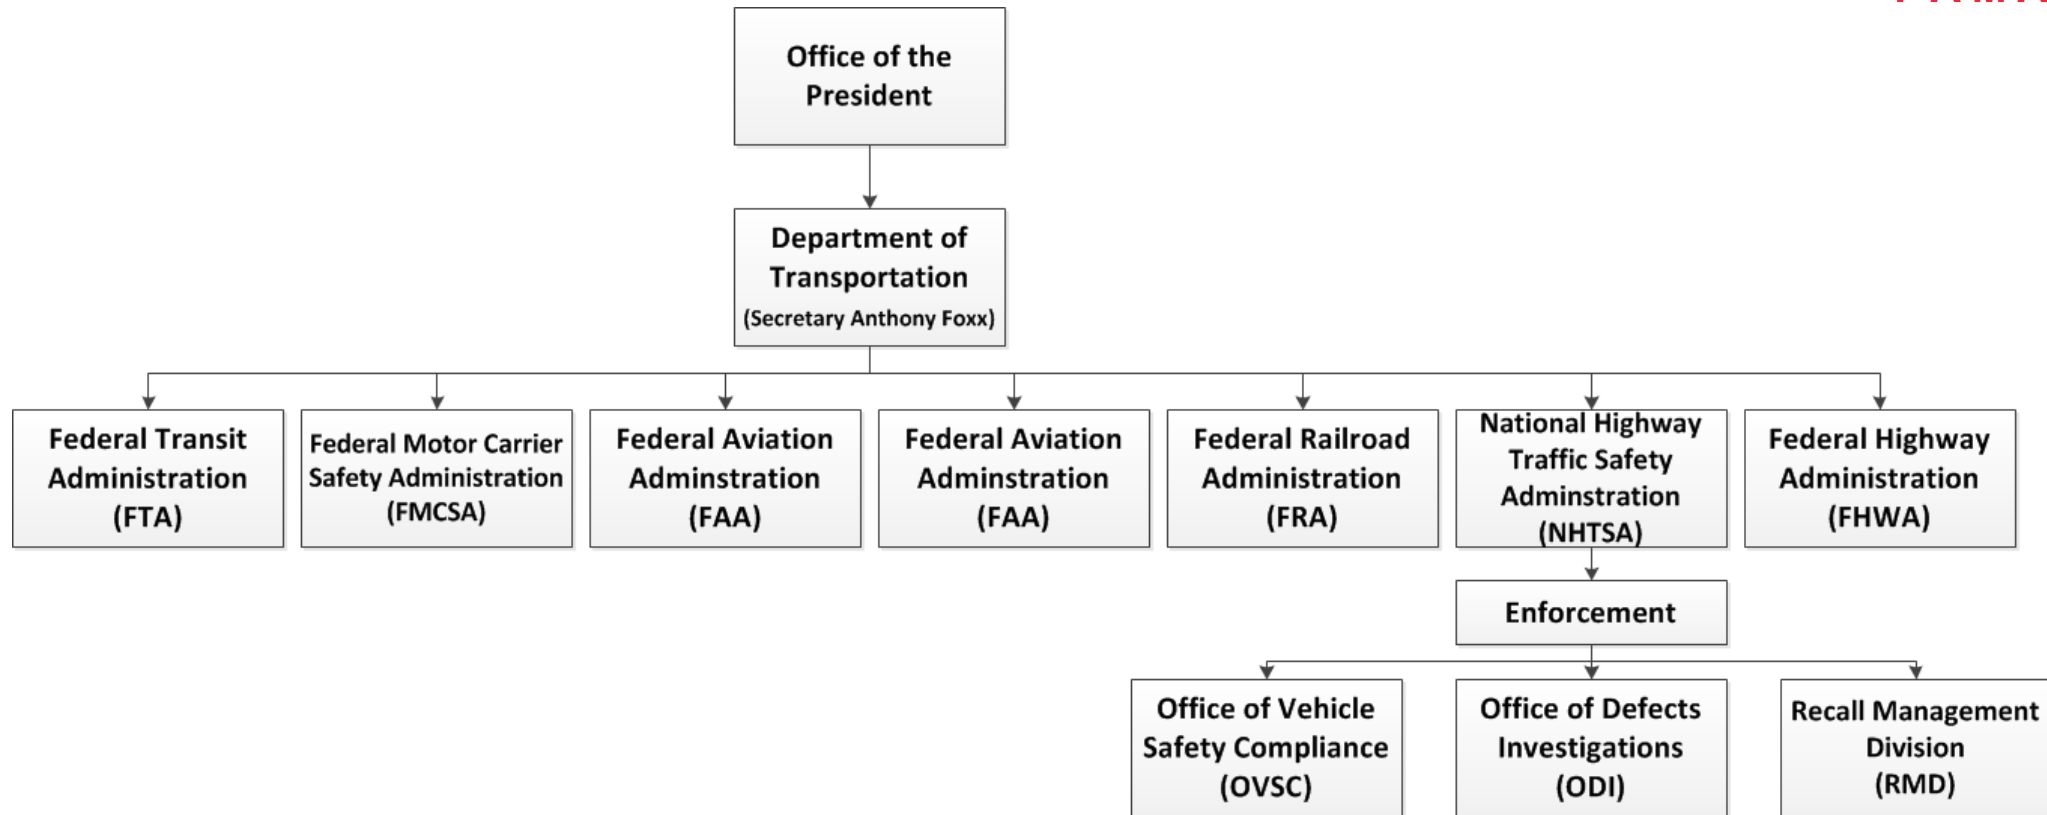 Office of the
President
Department of
Transportation
(Secretary Anthony Foxx)
Federal Transit
Administration
(FTA)
Federal Motor Carrier
Safety Administration
(FMCSA)
Federal Aviation
Adminstration
(FAA)
Federal Aviation
Adminstration
(FAA)
Federal Railroad
Administration
(FRA)
National Highway
Traffic Safety
Adminstration
(NHTSA)
Federal Highway
Administration
(FHWA)
Enforcement
Office of Vehicle
Safety Compliance
(OVSC)
Office of Defects
Investigations
(ODI)
Recall Management
Division
(RMD)